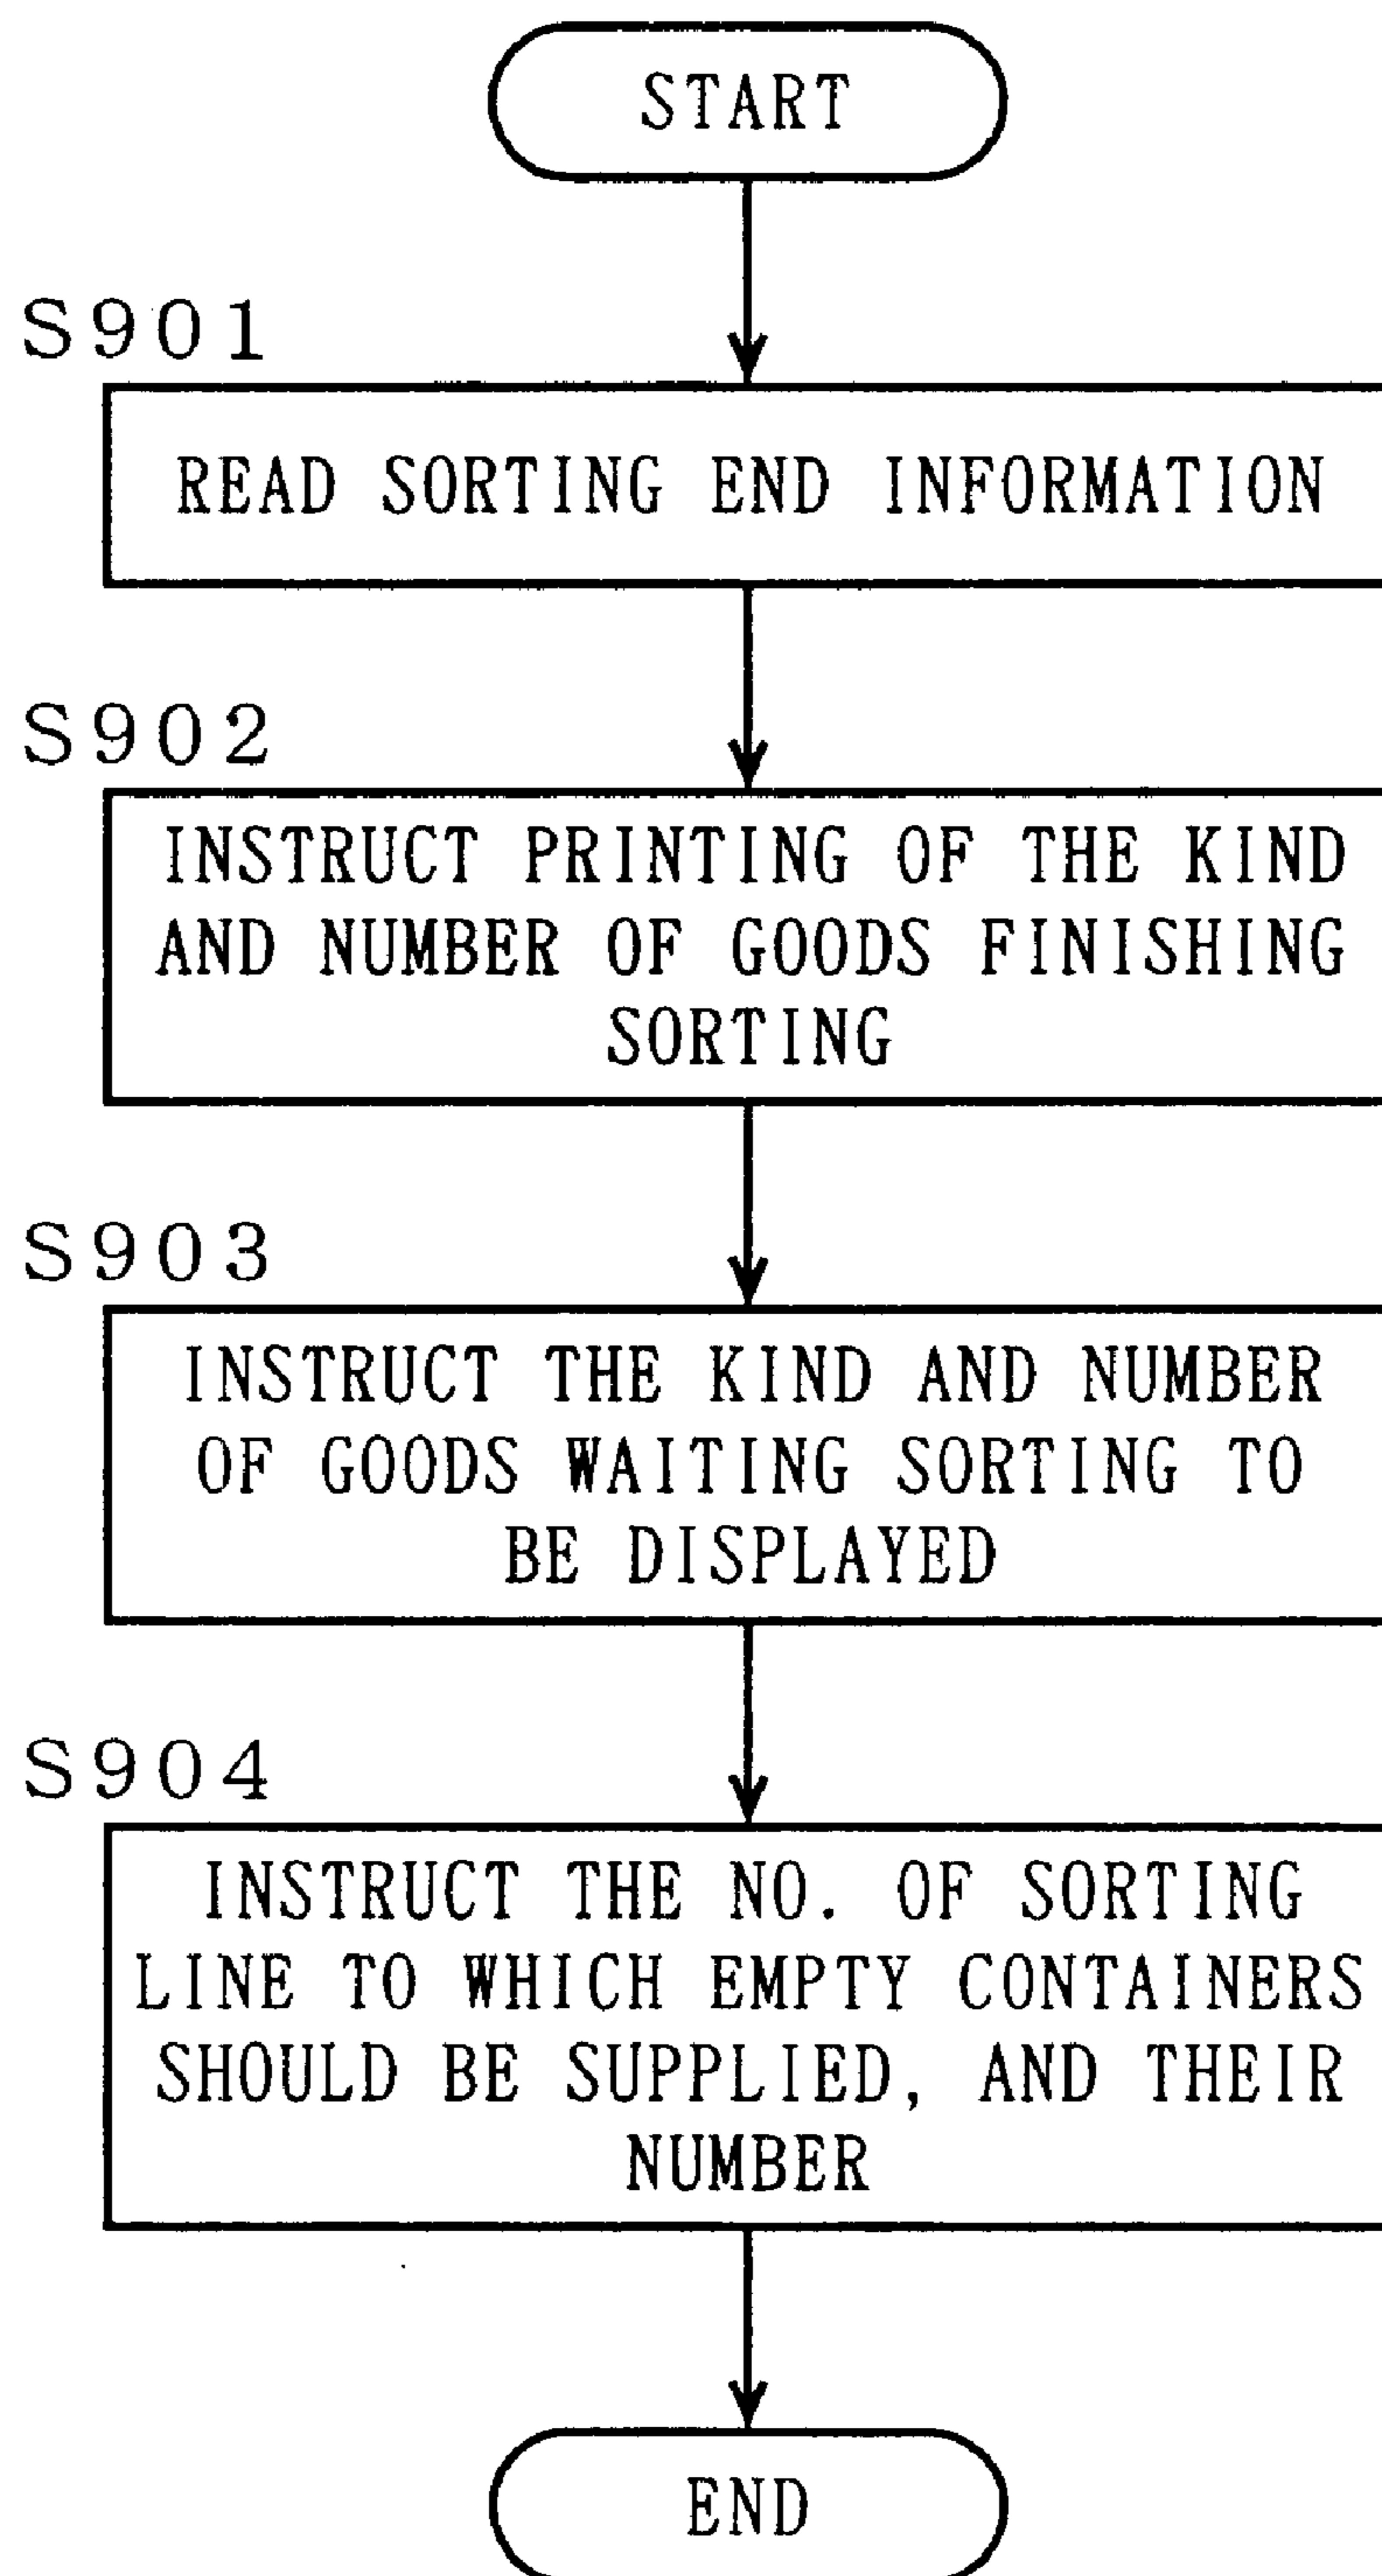 START
S901
READ SORTING END INFORMATION
S902
INSTRUCT PRINTING OF THE KIND
AND NUMBER OF GOODS FINISHING
SORTING
S903
INSTRUCT THE KIND AND NUMBER
OF GOODS WAITING SORTING TO
BE DISPLAYED
S904
INSTRUCT THE NO. OF SORTING
LINE TO WHICH EMPTY CONTAINERS
SHOULD BE SUPPLIED, AND THEIR
NUMBER
END